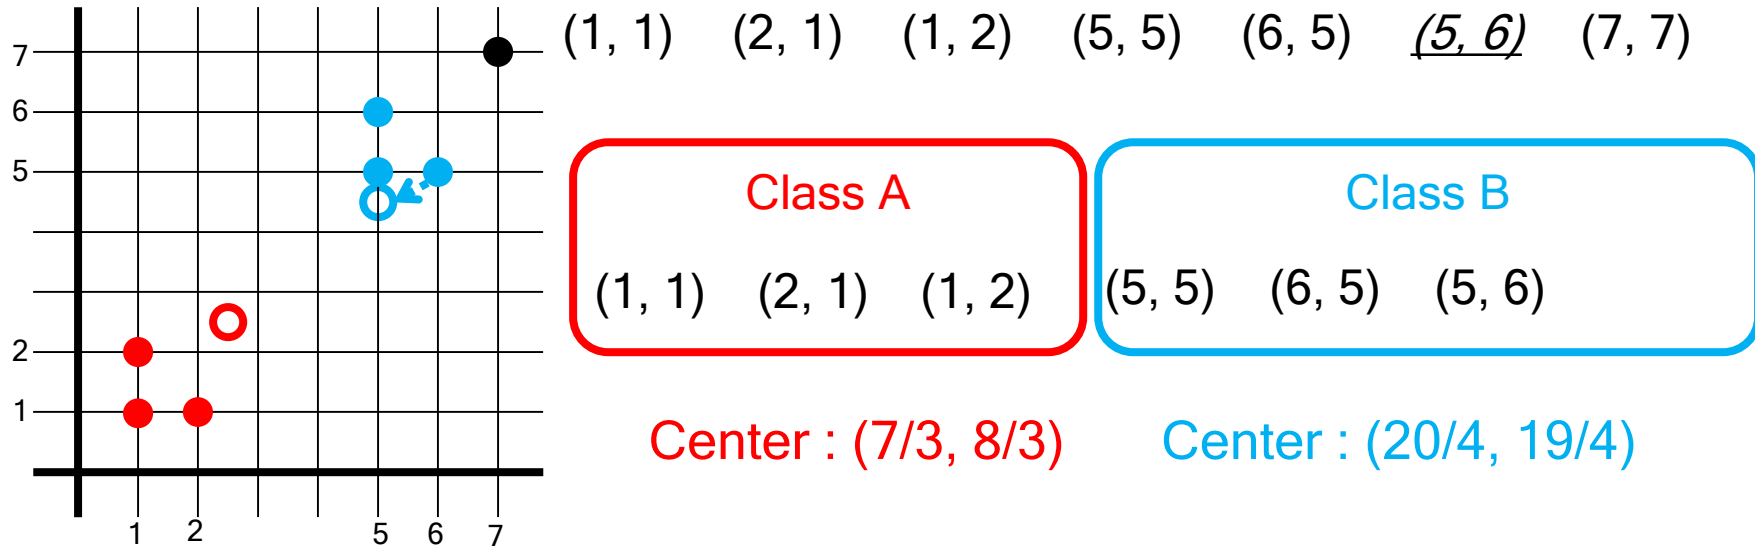 (1, 1) (2, 1) (1, 2) (5, 5) (6, 5) (5, 6) (7, 7)
7
6
5
2
1
1 2 5 6 7
Class A
(1, 1) (2, 1) (1, 2)
Class B
(5, 5) (6, 5) (5, 6)
Center : (7/3, 8/3)
Center : (20/4, 19/4)